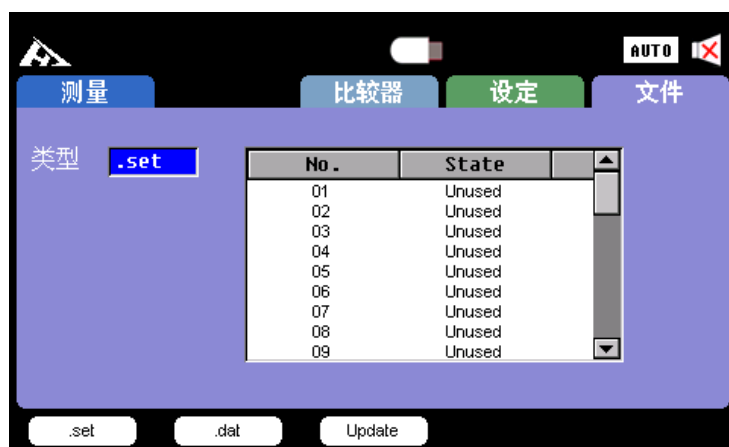 AUTO
测量 比较器 设定 文件
类型 .set
No. State
01 Unused
02 Unused
03 Unused
04 Unused
05 Unused
06 Unused
07 Unused
08 Unused
09 Unused
.set .dat Update